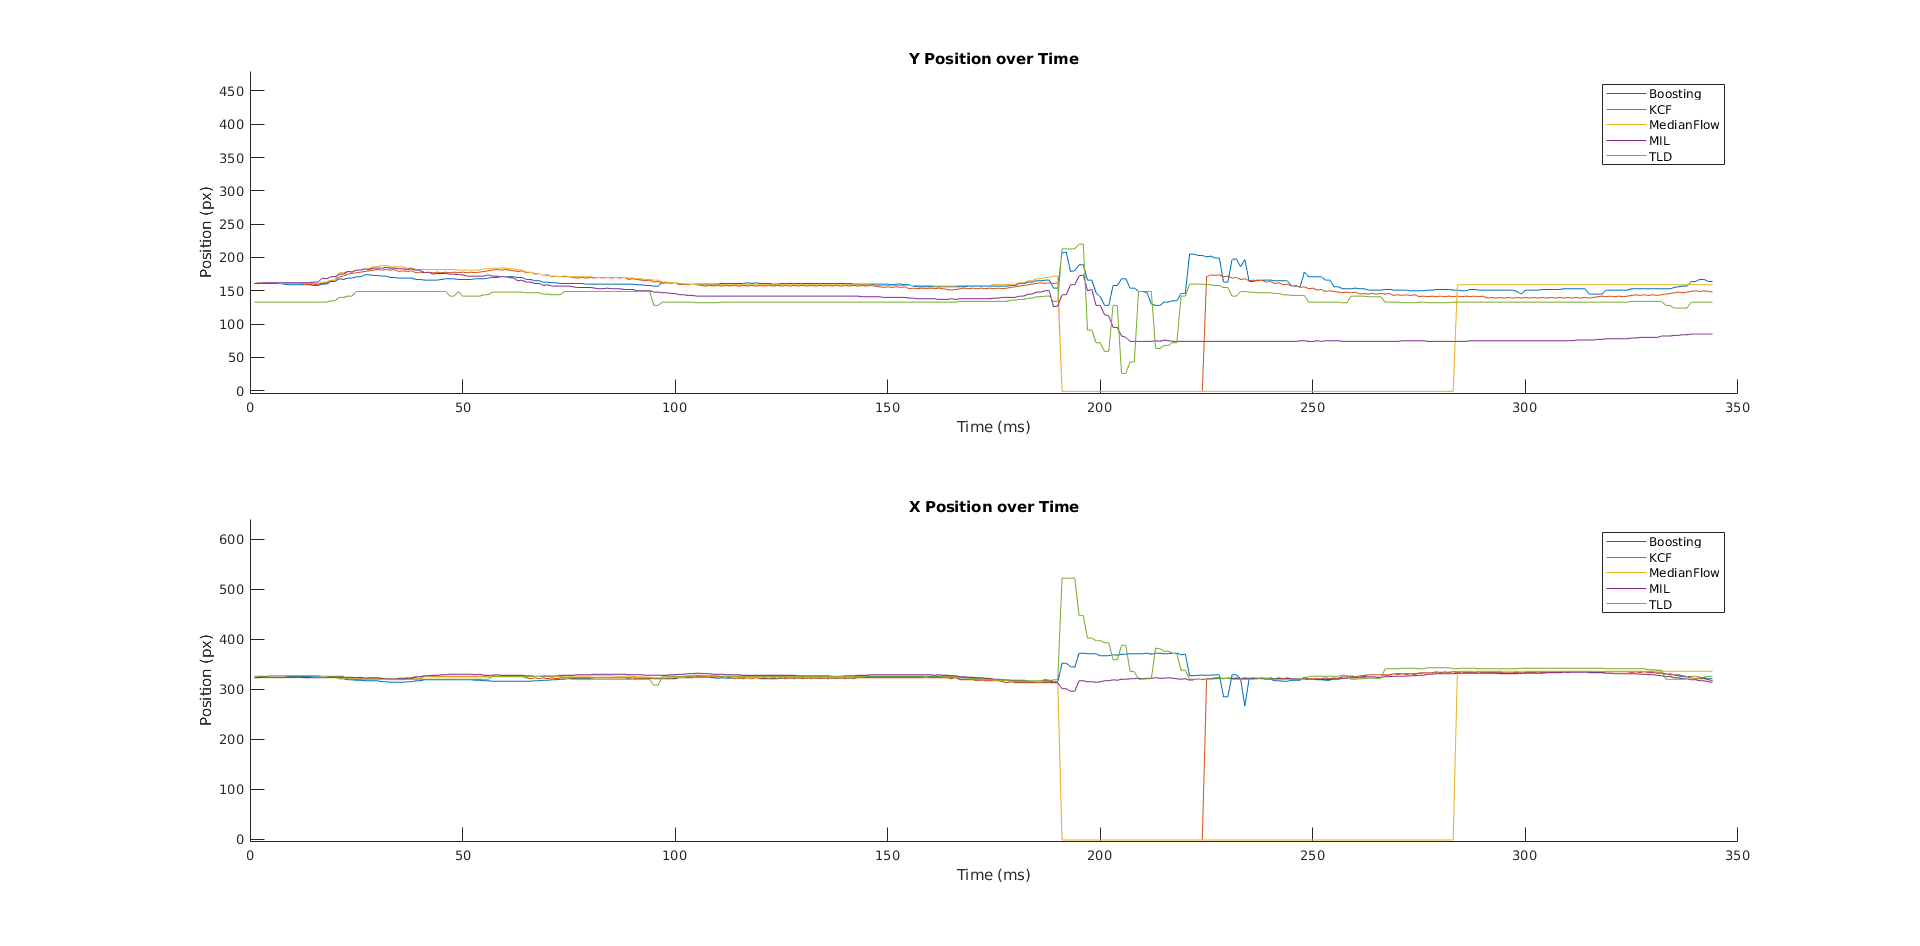 Y Position over Time
450
400
350
300
250
200
150
100
50
0
Position (px)
0 50 100 150 200 250 300 350
Time (ms)
Boosting
KCF
MedianFlow
MIL
TLD
X Position over Time
600
500
400
300
200
100
0
Position (px)
0 50 100 150 200 250 300 350
Time (ms)
Boosting
KCF
MedianFlow
MIL
TLD